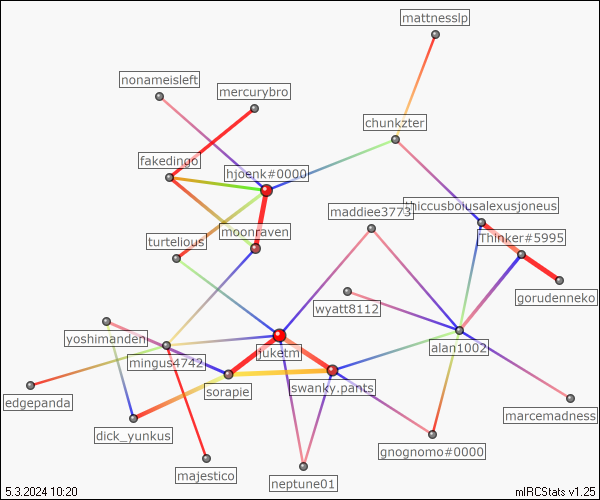 mattnesslp
nonameisleft
mercurybro
chunkzter
fakedingo
hjoenk#0000
thiccusboiusalexusjoneus
maddiee3773
moonraven
Thinker#5995
turtelious
gorudenneko
wyatt8112
yoshimanden
alan1002
juketm
mingus4742
swanky.pants
sorapie
edgepanda
marcemadness
dick_yunkus
gnognomo#0000
majestico
neptune01
5.3.2024 10:20
mIRCStats v1.25